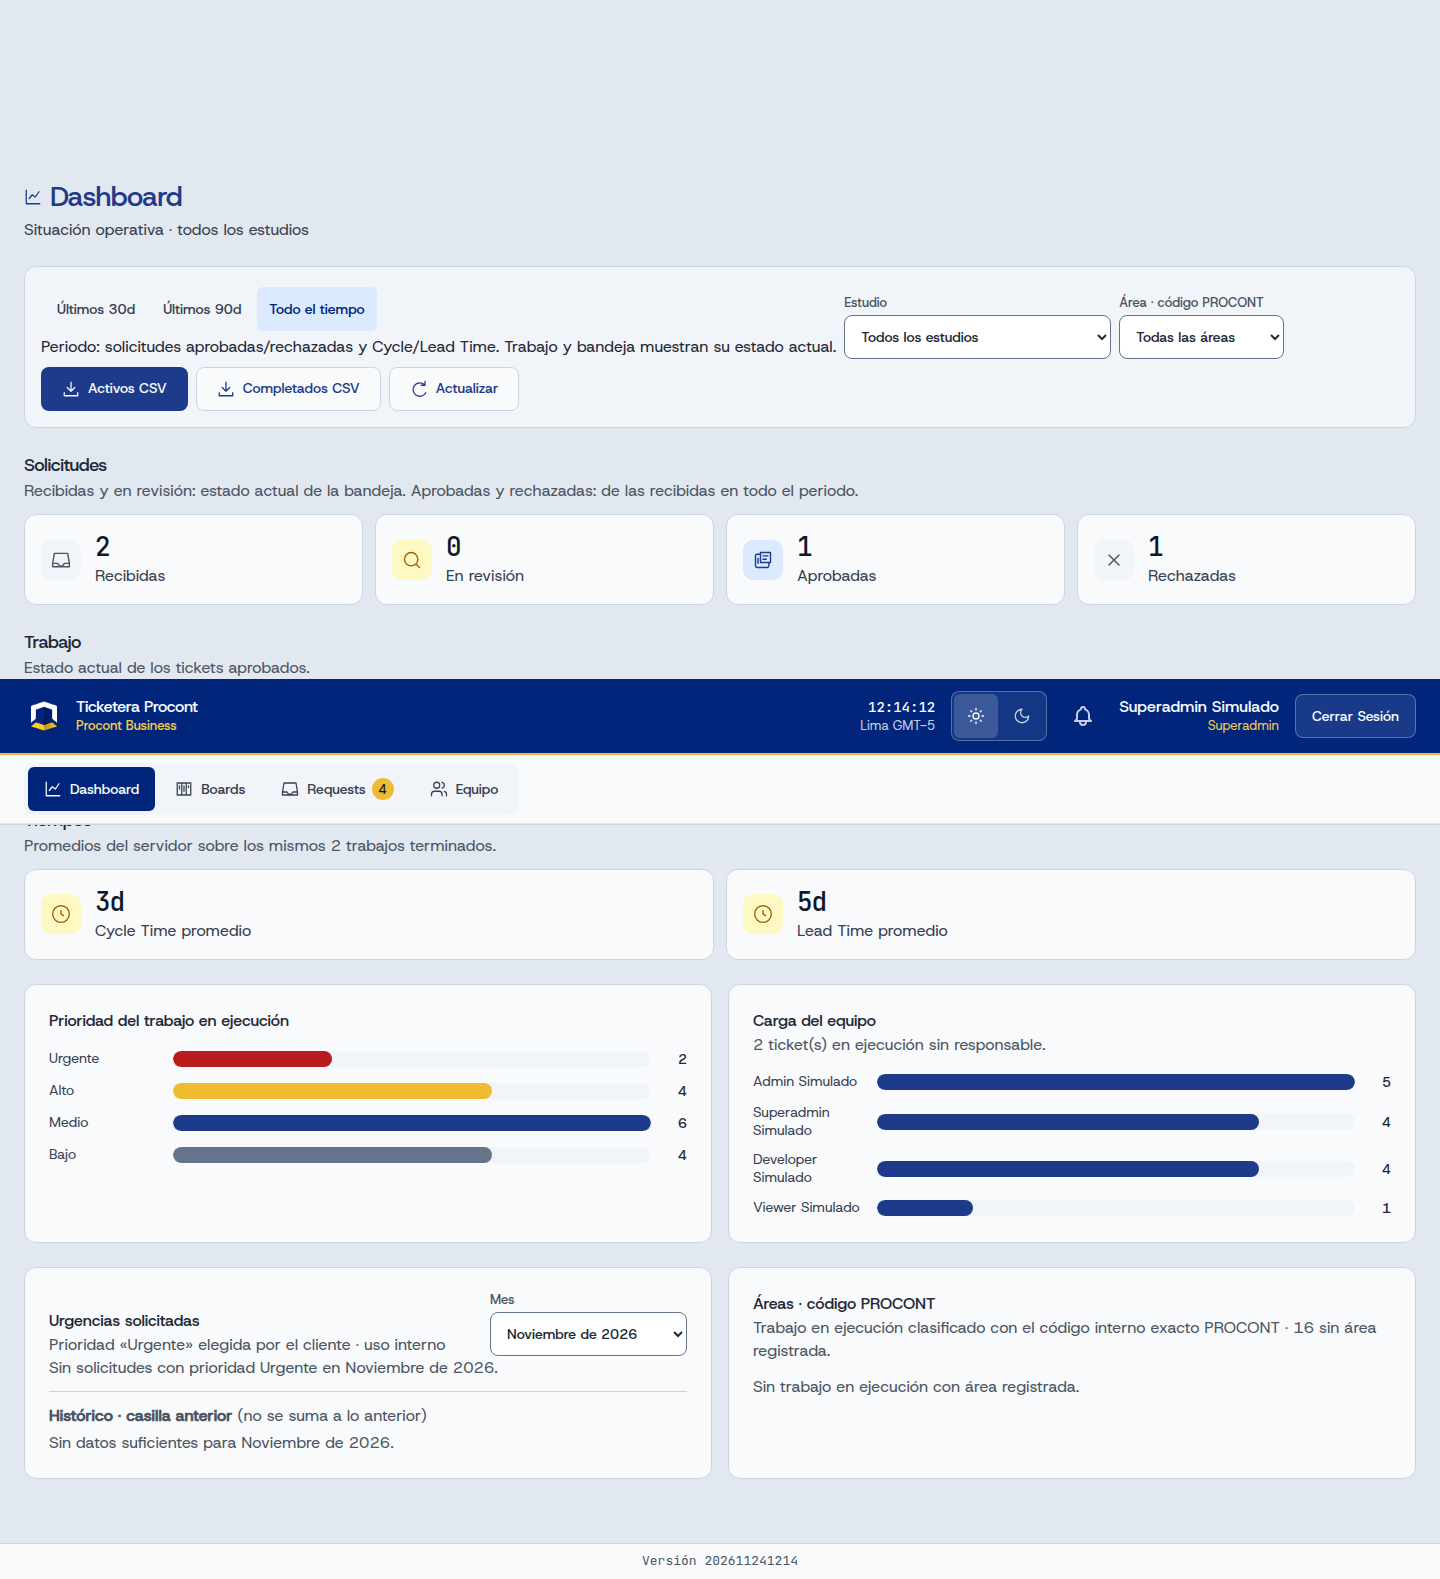 Dashboard
Situación operativa · todos los estudios
Últimos 30d
Últimos 90d
Todo el tiempo
Periodo: solicitudes aprobadas/rechazadas y Cycle/Lead Time. Trabajo y bandeja muestran su estado actual.
Estudio
Todos los estudios
Área · código PROCONT
Todas las áreas
Activos CSV
Completados CSV
Actualizar
Solicitudes
Recibidas y en revisión: estado actual de la bandeja. Aprobadas y rechazadas: de las recibidas en todo el periodo.
2
Recibidas
0
En revisión
1
Aprobadas
1
Rechazadas
Trabajo
Estado actual de los tickets aprobados.
Ticketera Procont
Procont Business
12:14:12
Lima GMT-5
Superadmin Simulado
Superadmin
Cerrar Sesión
Dashboard
Boards
Requests 4
Equipo
Promedios del servidor sobre los mismos 2 trabajos terminados.
3d
Cycle Time promedio
5d
Lead Time promedio
Prioridad del trabajo en ejecución
Urgente 2
Alto 4
Medio 6
Bajo 4
Carga del equipo
2 ticket(s) en ejecución sin responsable.
Admin Simulado 5
Superadmin
Simulado 4
Developer
Simulado 4
Viewer Simulado 1
Urgencias solicitadas
Prioridad «Urgente» elegida por el cliente · uso interno
Mes
Noviembre de 2026
Sin solicitudes con prioridad Urgente en Noviembre de 2026.
Histórico · casilla anterior (no se suma a lo anterior)
Sin datos suficientes para Noviembre de 2026.
Áreas · código PROCONT
Trabajo en ejecución clasificado con el código interno exacto PROCONT · 16 sin área
registrada.
Sin trabajo en ejecución con área registrada.
Versión 202611241214